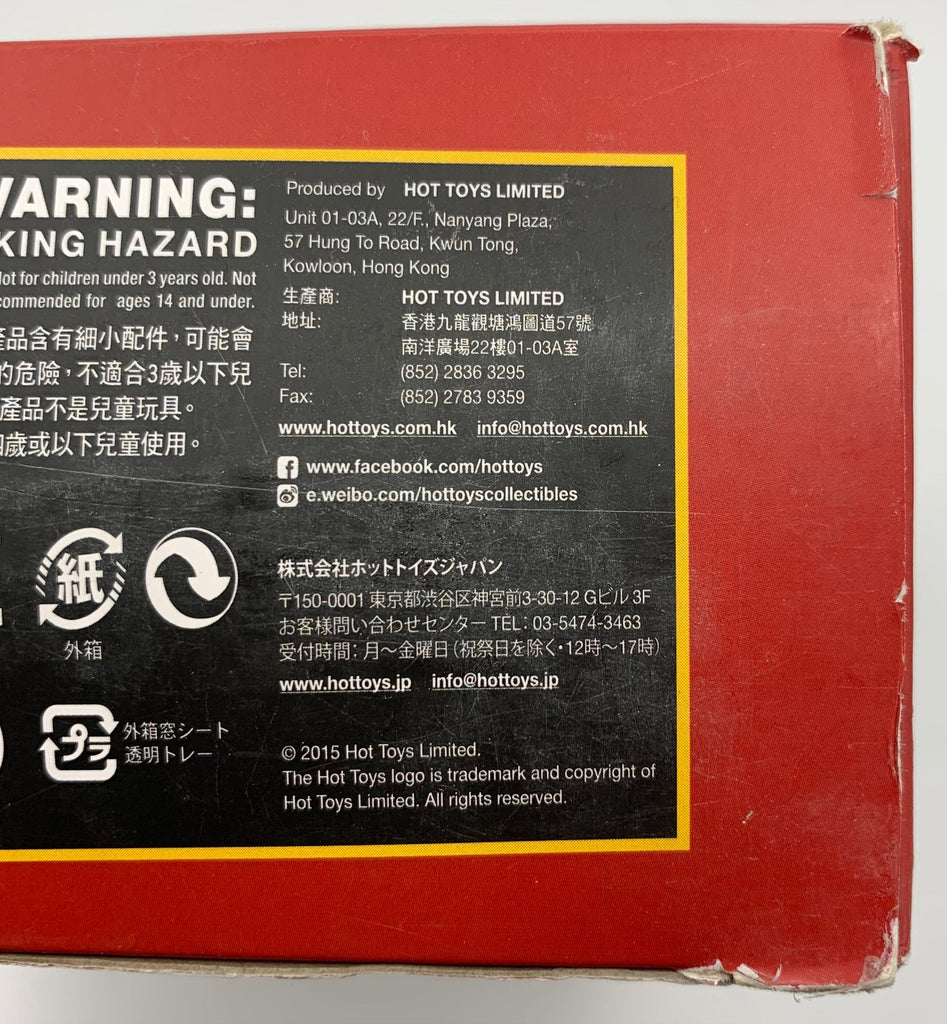 WARNING:
KING HAZARD
Not for children under 3 years old. Not
commended for ages 14 and under.
產品含有細小配件，可能會
的危險，不適合3歲以下兒
產品不是兒童玩具。
歲或以下兒童使用。
紙
外箱
プラ
外箱窓シート
透明トレー
Produced by HOT TOYS LIMITED
Unit 01-03A, 22/F., Nanyang Plaza,
57 Hung To Road, Kwun Tong,
Kowloon, Hong Kong
生產商: HOT TOYS LIMITED
地址: 香港九龍觀塘鴻圖道57號
南洋廣場22樓01-03A室
Tel: (852) 2836 3295
Fax: (852) 2783 9359
www.hottoys.com.hk info@hottoys.com.hk
www.facebook.com/hottoys
e.weibo.com/hottoyscollectibles
株式会社ホットトイズジャパン
〒150-0001 東京都渋谷区神宮前3-30-12 Gビル 3F
お客様問い合わせセンター TEL：03-5474-3463
受付時間：月～金曜日（祝祭日を除く・12時～17時）
www.hottoys.jp info@hottoys.jp
© 2015 Hot Toys Limited.
The Hot Toys logo is trademark and copyright of
Hot Toys Limited. All rights reserved.